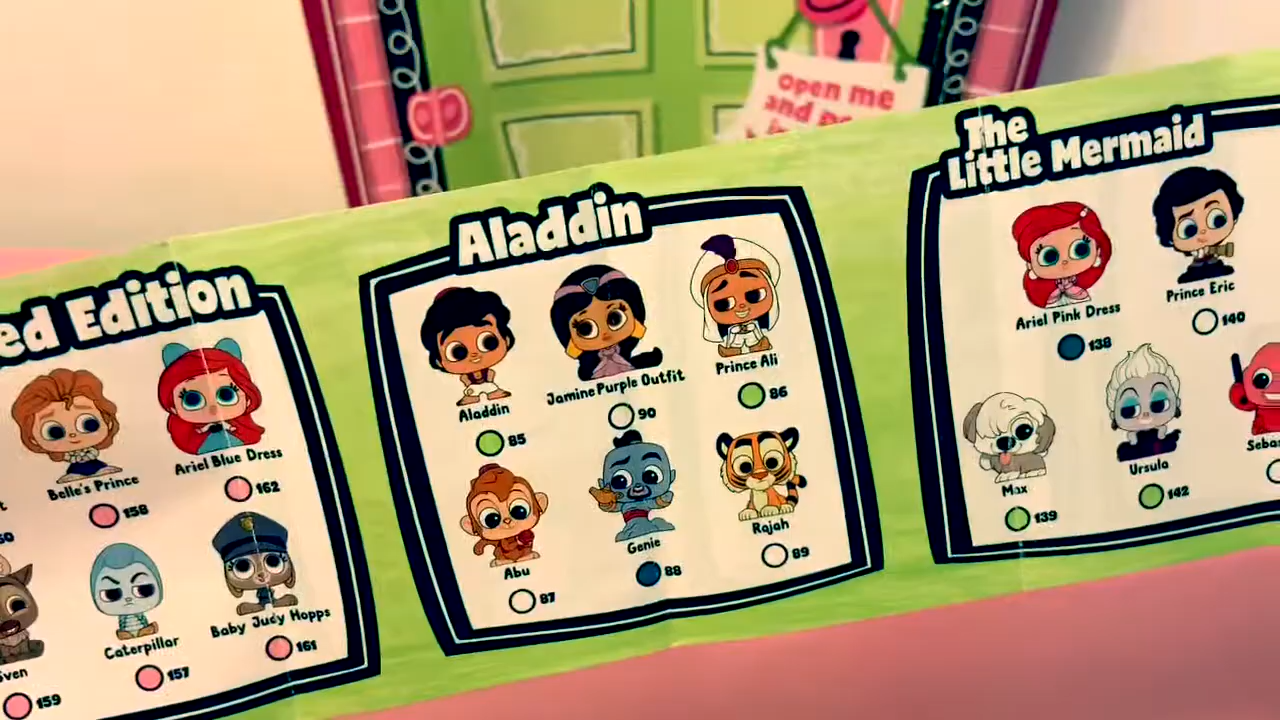 open me
and
ed Edition
Belle's Prince
158
Ariel Blue Dress
162
Sven
159
Caterpillar
157
Baby Judy Hopps
161
Aladdin
Aladdin
85
Jamine Purple Outfit
90
Prince Ali
86
Abu
87
Genie
88
Rajah
89
The
Little Mermaid
Ariel Pink Dress
138
Prince Eric
140
Max
139
Ursula
142
Sebas